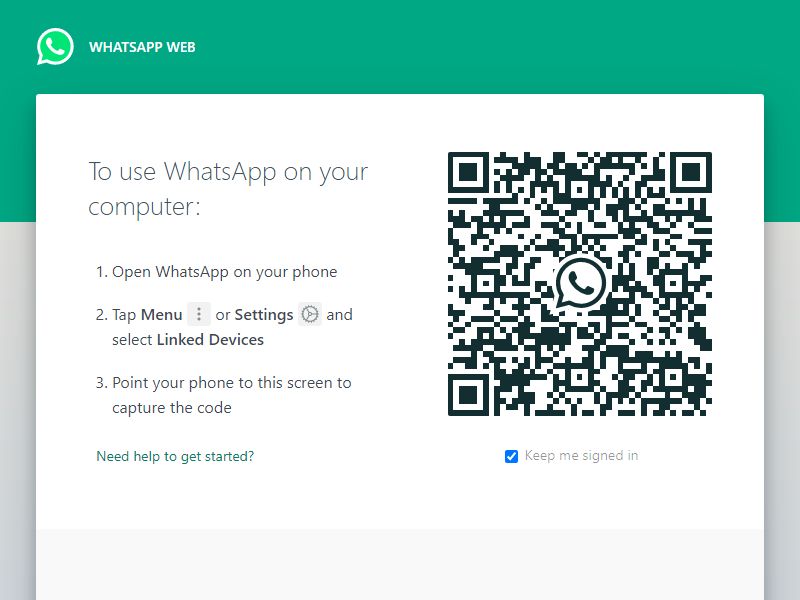 WHATSAPP WEB
To use WhatsApp on your
computer:
1. Open WhatsApp on your phone
2. Tap Menu or Settings and
select Linked Devices
3. Point your phone to this screen to
capture the code
Need help to get started?
Keep me signed in